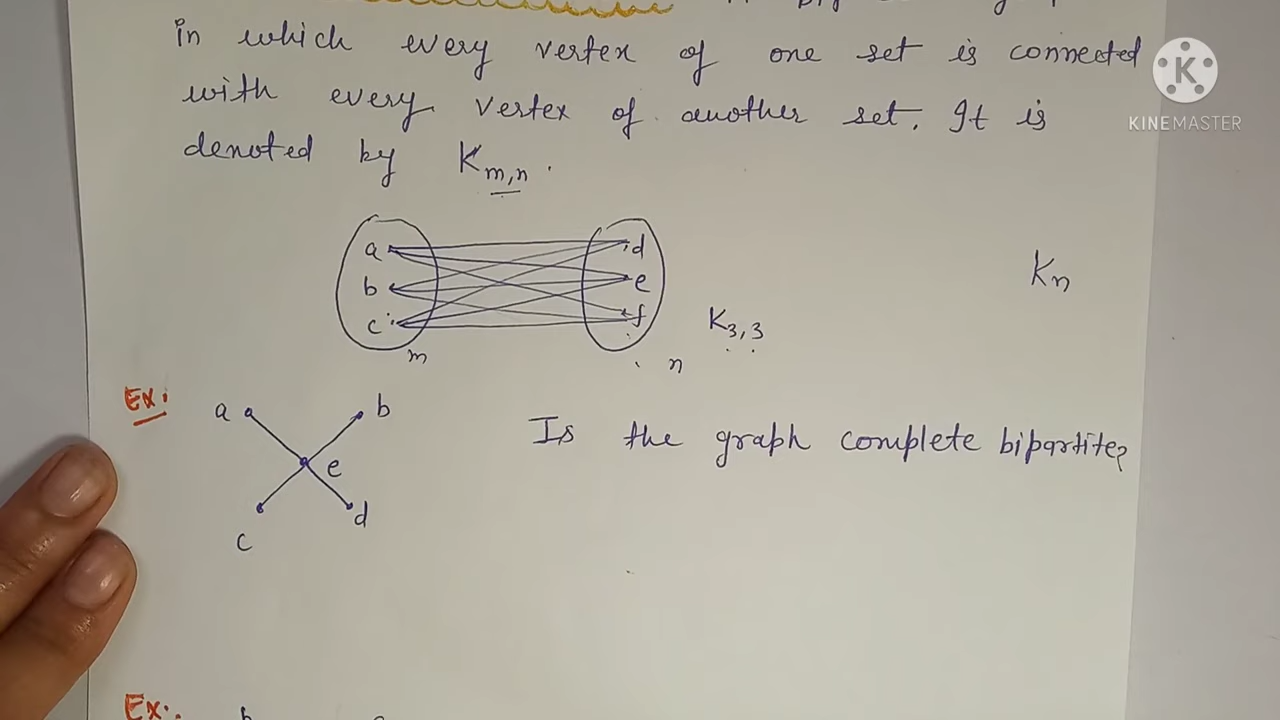 in which every vertex of one set is connected
K
KINEMASTER
with every vertex of another set. It is
denoted by Km,n.
a d
b e Kn
c f K3,3
m n
Ex:
a b Is the graph complete bipartite?
e
c d
Ex: